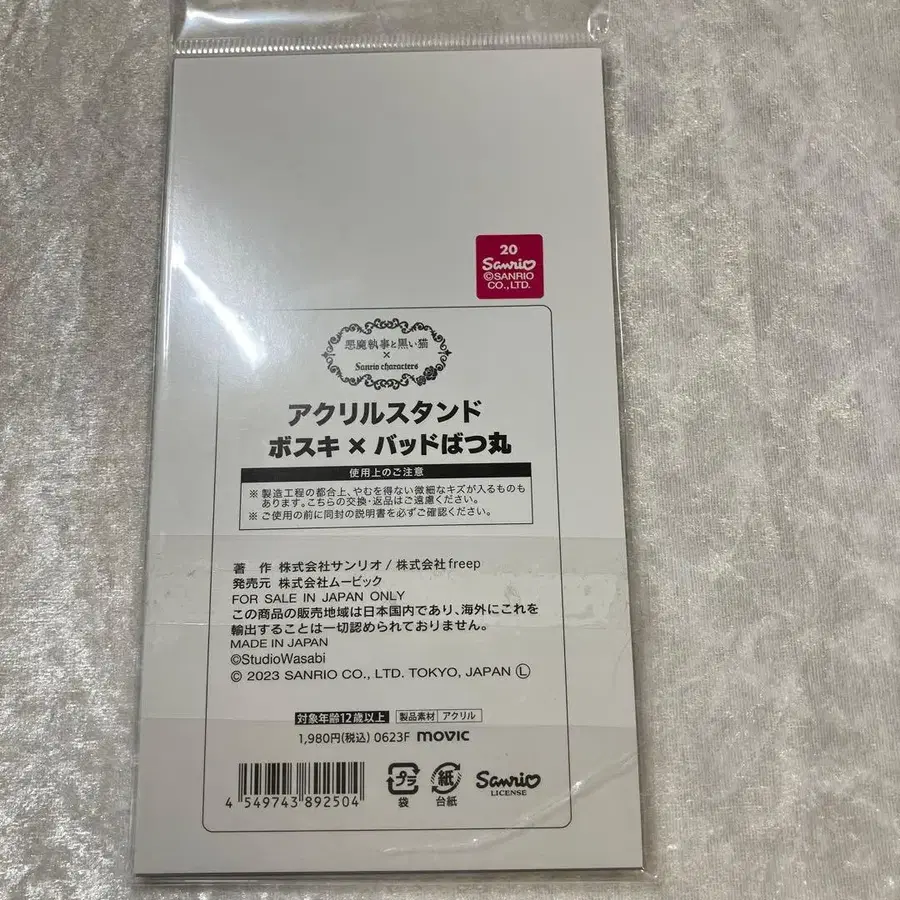 20
Sanrio
©SANRIO
CO.,LTD.
悪魔執事と黒い猫
×
Sanrio characters
アクリルスタンド
ボスキ × バッドばつ丸
使用上のご注意
※ 製造工程の都合上、やむを得ない微細なキズが入るものも
あります。こちらの交換・返品はご遠慮ください。
※ ご使用の前に同封の説明書を必ずご確認ください。
著 作 株式会社サンリオ / 株式会社 freep
発売元 株式会社ムービック
FOR SALE IN JAPAN ONLY
この商品の販売地域は日本国内であり、海外にこれを
輸出することは一切認められておりません。
MADE IN JAPAN
©StudioWasabi
© 2023 SANRIO CO., LTD. TOKYO, JAPAN Ⓛ
対象年齢12歳以上 製品素材 アクリル
1,980円(税込) 0623F movic
4 549743 892504
プラ
袋
紙
台紙
Sanrio
LICENSE